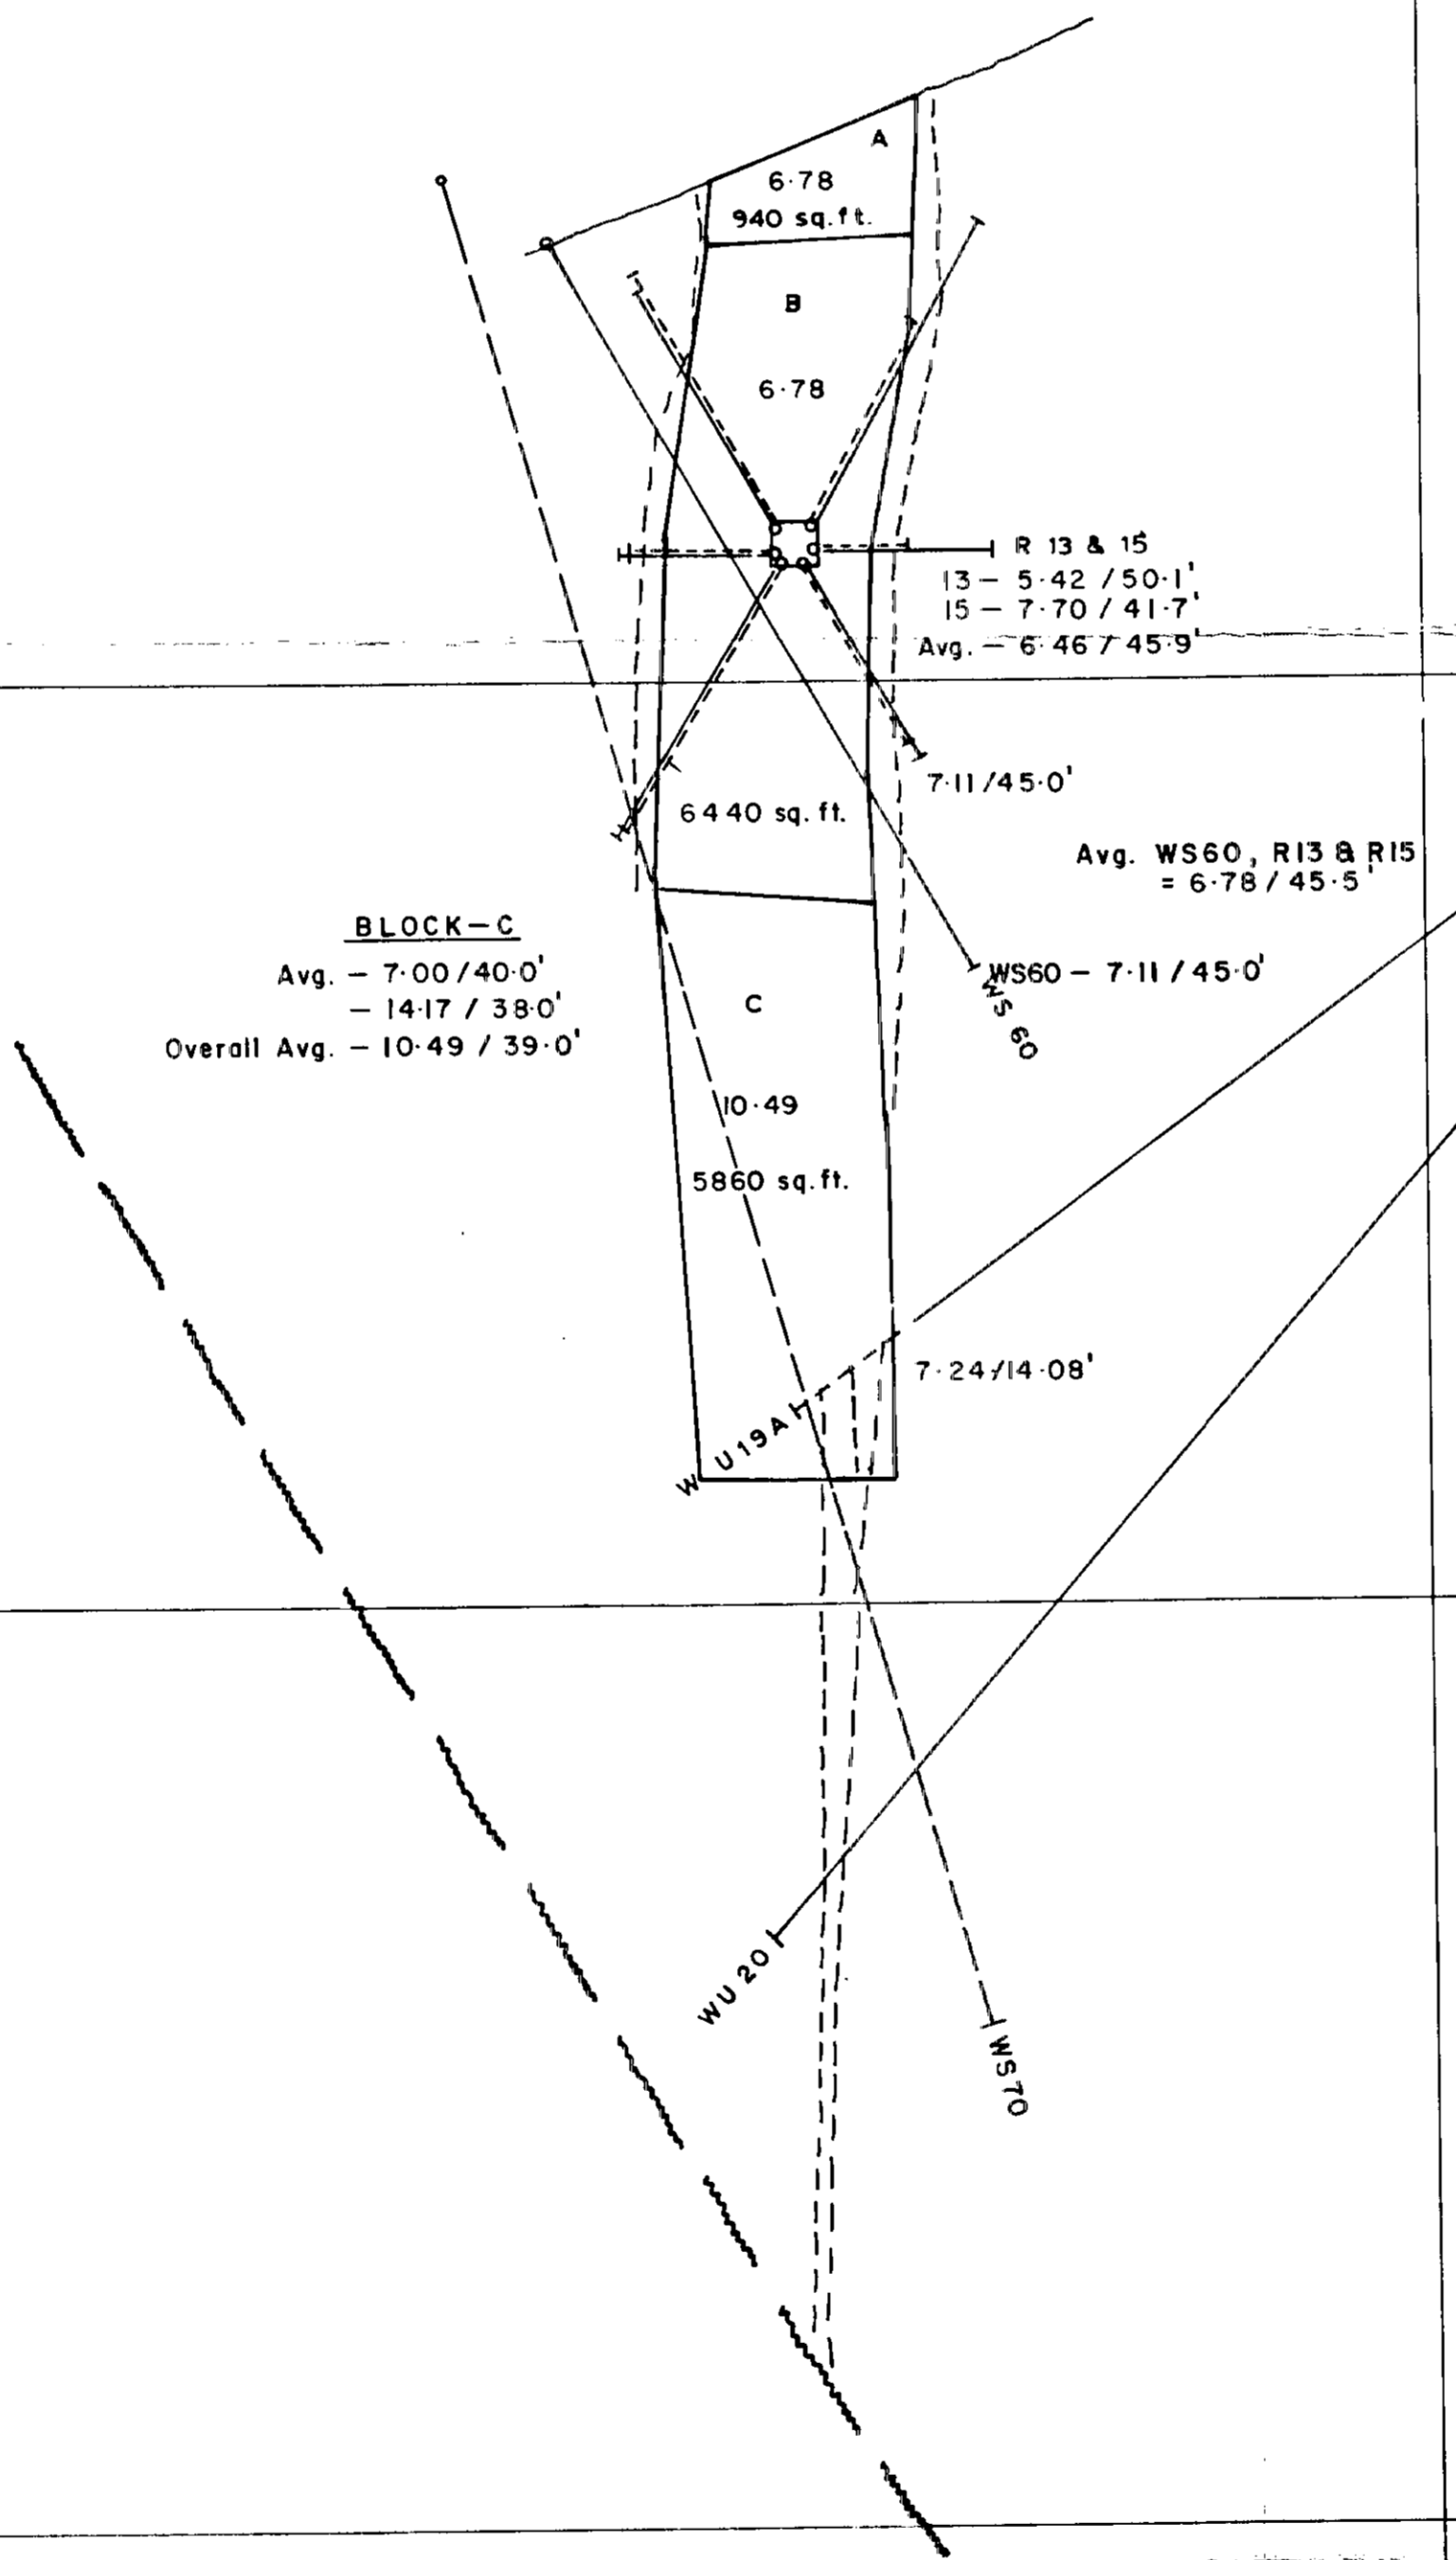 A
6·78
940 sq.ft.
B
6·78
R 13 & 15
13 – 5·42 / 50·1'
15 – 7·70 / 41·7'
Avg. – 6·46 / 45·9'
7·11 / 45·0'
6440 sq. ft.
Avg. WS60, R13 & R15
= 6·78 / 45·5'
BLOCK – C
Avg. – 7·00 / 40·0'
– 14·17 / 38·0'
Overall Avg. – 10·49 / 39·0'
WS60 – 7·11 / 45·0'
WS 60
C
10·49
5860 sq. ft.
7·24 / 14·08'
W U19A
WU 20
WS70